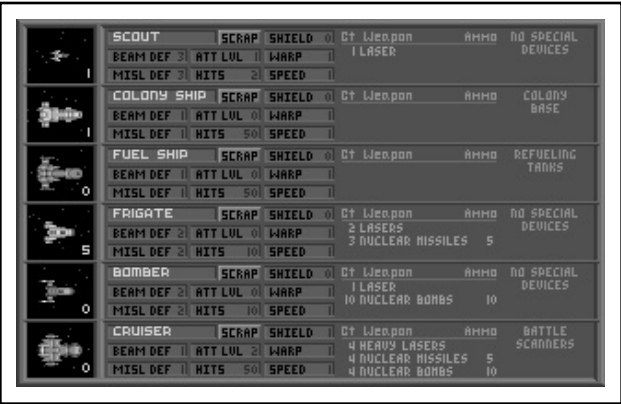 SCOUT SCRAP SHIELD 0 Ct Weapon Ammo NO SPECIAL
BEAM DEF 3 ATT LVL 1 WARP 1 1 LASER DEVICES
1 MISL DEF 3 HITS 2 SPEED 1
COLONY SHIP SCRAP SHIELD 0 Ct Weapon Ammo COLONY
BEAM DEF 1 ATT LVL 0 WARP 1 BASE
1 MISL DEF 1 HITS 50 SPEED 1
FUEL SHIP SCRAP SHIELD 0 Ct Weapon Ammo REFUELING
BEAM DEF 1 ATT LVL 0 WARP 1 TANKS
0 MISL DEF 1 HITS 50 SPEED 1
FRIGATE SCRAP SHIELD 0 Ct Weapon Ammo NO SPECIAL
BEAM DEF 2 ATT LVL 0 WARP 1 2 LASERS DEVICES
5 MISL DEF 2 HITS 10 SPEED 1 3 NUCLEAR MISSILES 5
BOMBER SCRAP SHIELD 0 Ct Weapon Ammo NO SPECIAL
BEAM DEF 2 ATT LVL 0 WARP 1 1 LASER DEVICES
0 MISL DEF 2 HITS 10 SPEED 1 10 NUCLEAR BOMBS 10
CRUISER SCRAP SHIELD 1 Ct Weapon Ammo BATTLE
BEAM DEF 1 ATT LVL 2 WARP 1 4 HEAVY LASERS SCANNERS
4 NUCLEAR MISSILES 5
0 MISL DEF 1 HITS 50 SPEED 1 4 NUCLEAR BOMBS 10